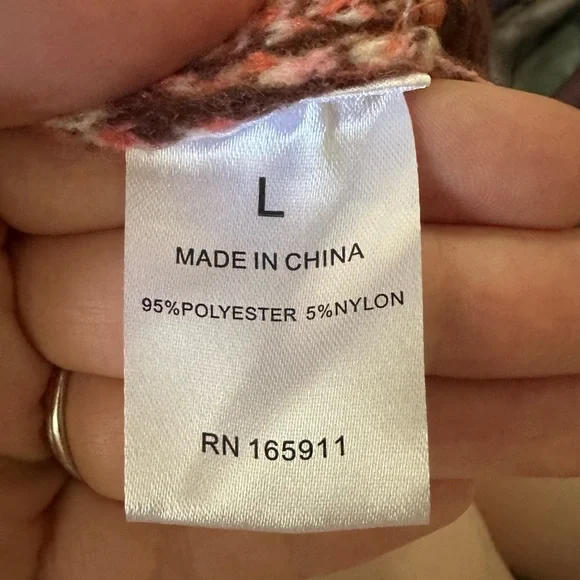 L
MADE IN CHINA
95%POLYESTER 5%NYLON
RN 165911